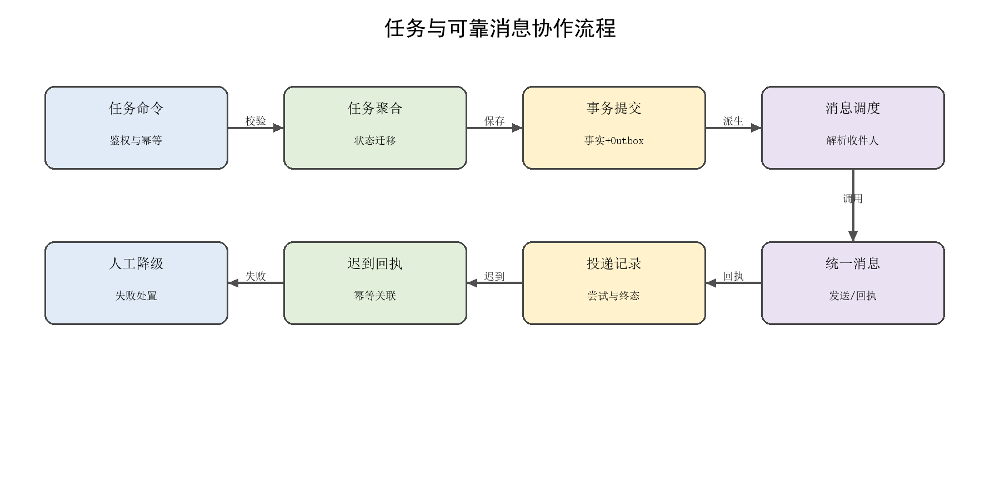 任务与可靠消息协作流程
任务命令
鉴权与幂等
校验
任务聚合
状态迁移
保存
事务提交
事实+Outbox
派生
消息调度
解析收件人
调用
统一消息
发送/回执
回执
投递记录
尝试与终态
迟到
迟到回执
幂等关联
失败
人工降级
失败处置